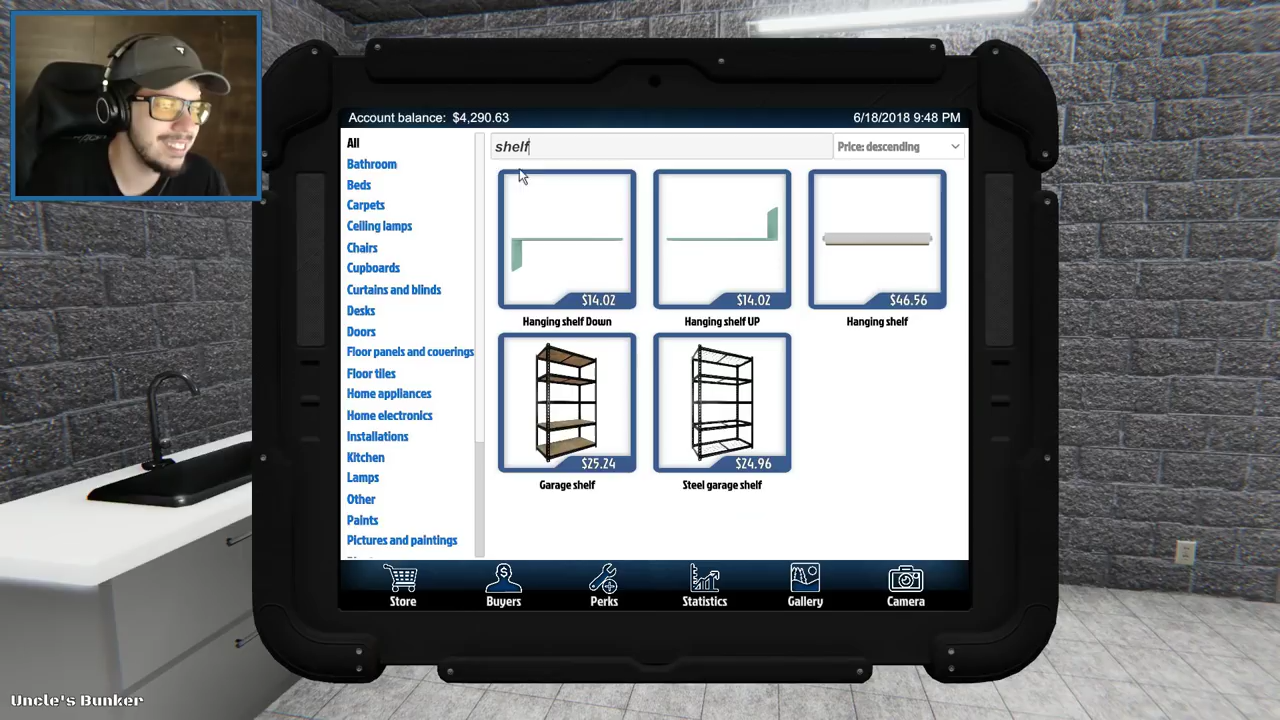 Account balance: $4,290.63
6/18/2018 9:48 PM
shelf
Price: descending
All
Bathroom
Beds
Carpets
Ceiling lamps
Chairs
Cupboards
Curtains and blinds
Desks
Doors
Floor panels and coverings
Floor tiles
Home appliances
Home electronics
Installations
Kitchen
Lamps
Other
Paints
Pictures and paintings
$14.02
$14.02
$46.56
Hanging shelf Down
Hanging shelf UP
Hanging shelf
$25.24
$24.96
Garage shelf
Steel garage shelf
Store
Buyers
Perks
Statistics
Gallery
Camera
Uncle's Bunker